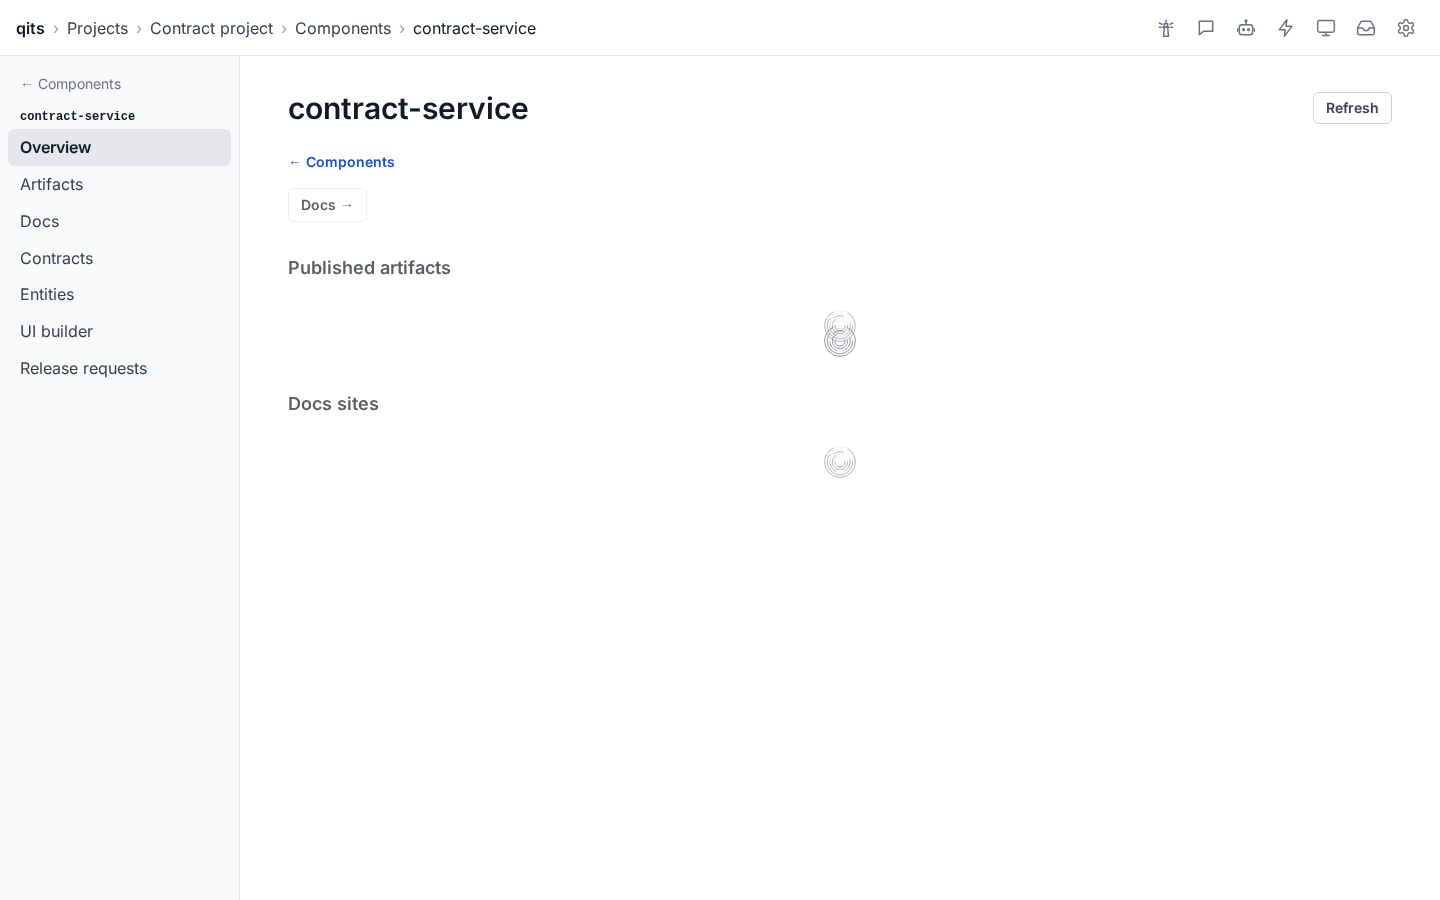 qits › Projects › Contract project › Components › contract-service
← Components
contract-service
Overview
Artifacts
Docs
Contracts
Entities
UI builder
Release requests
contract-service
Refresh
← Components
Docs →
Published artifacts
Docs sites